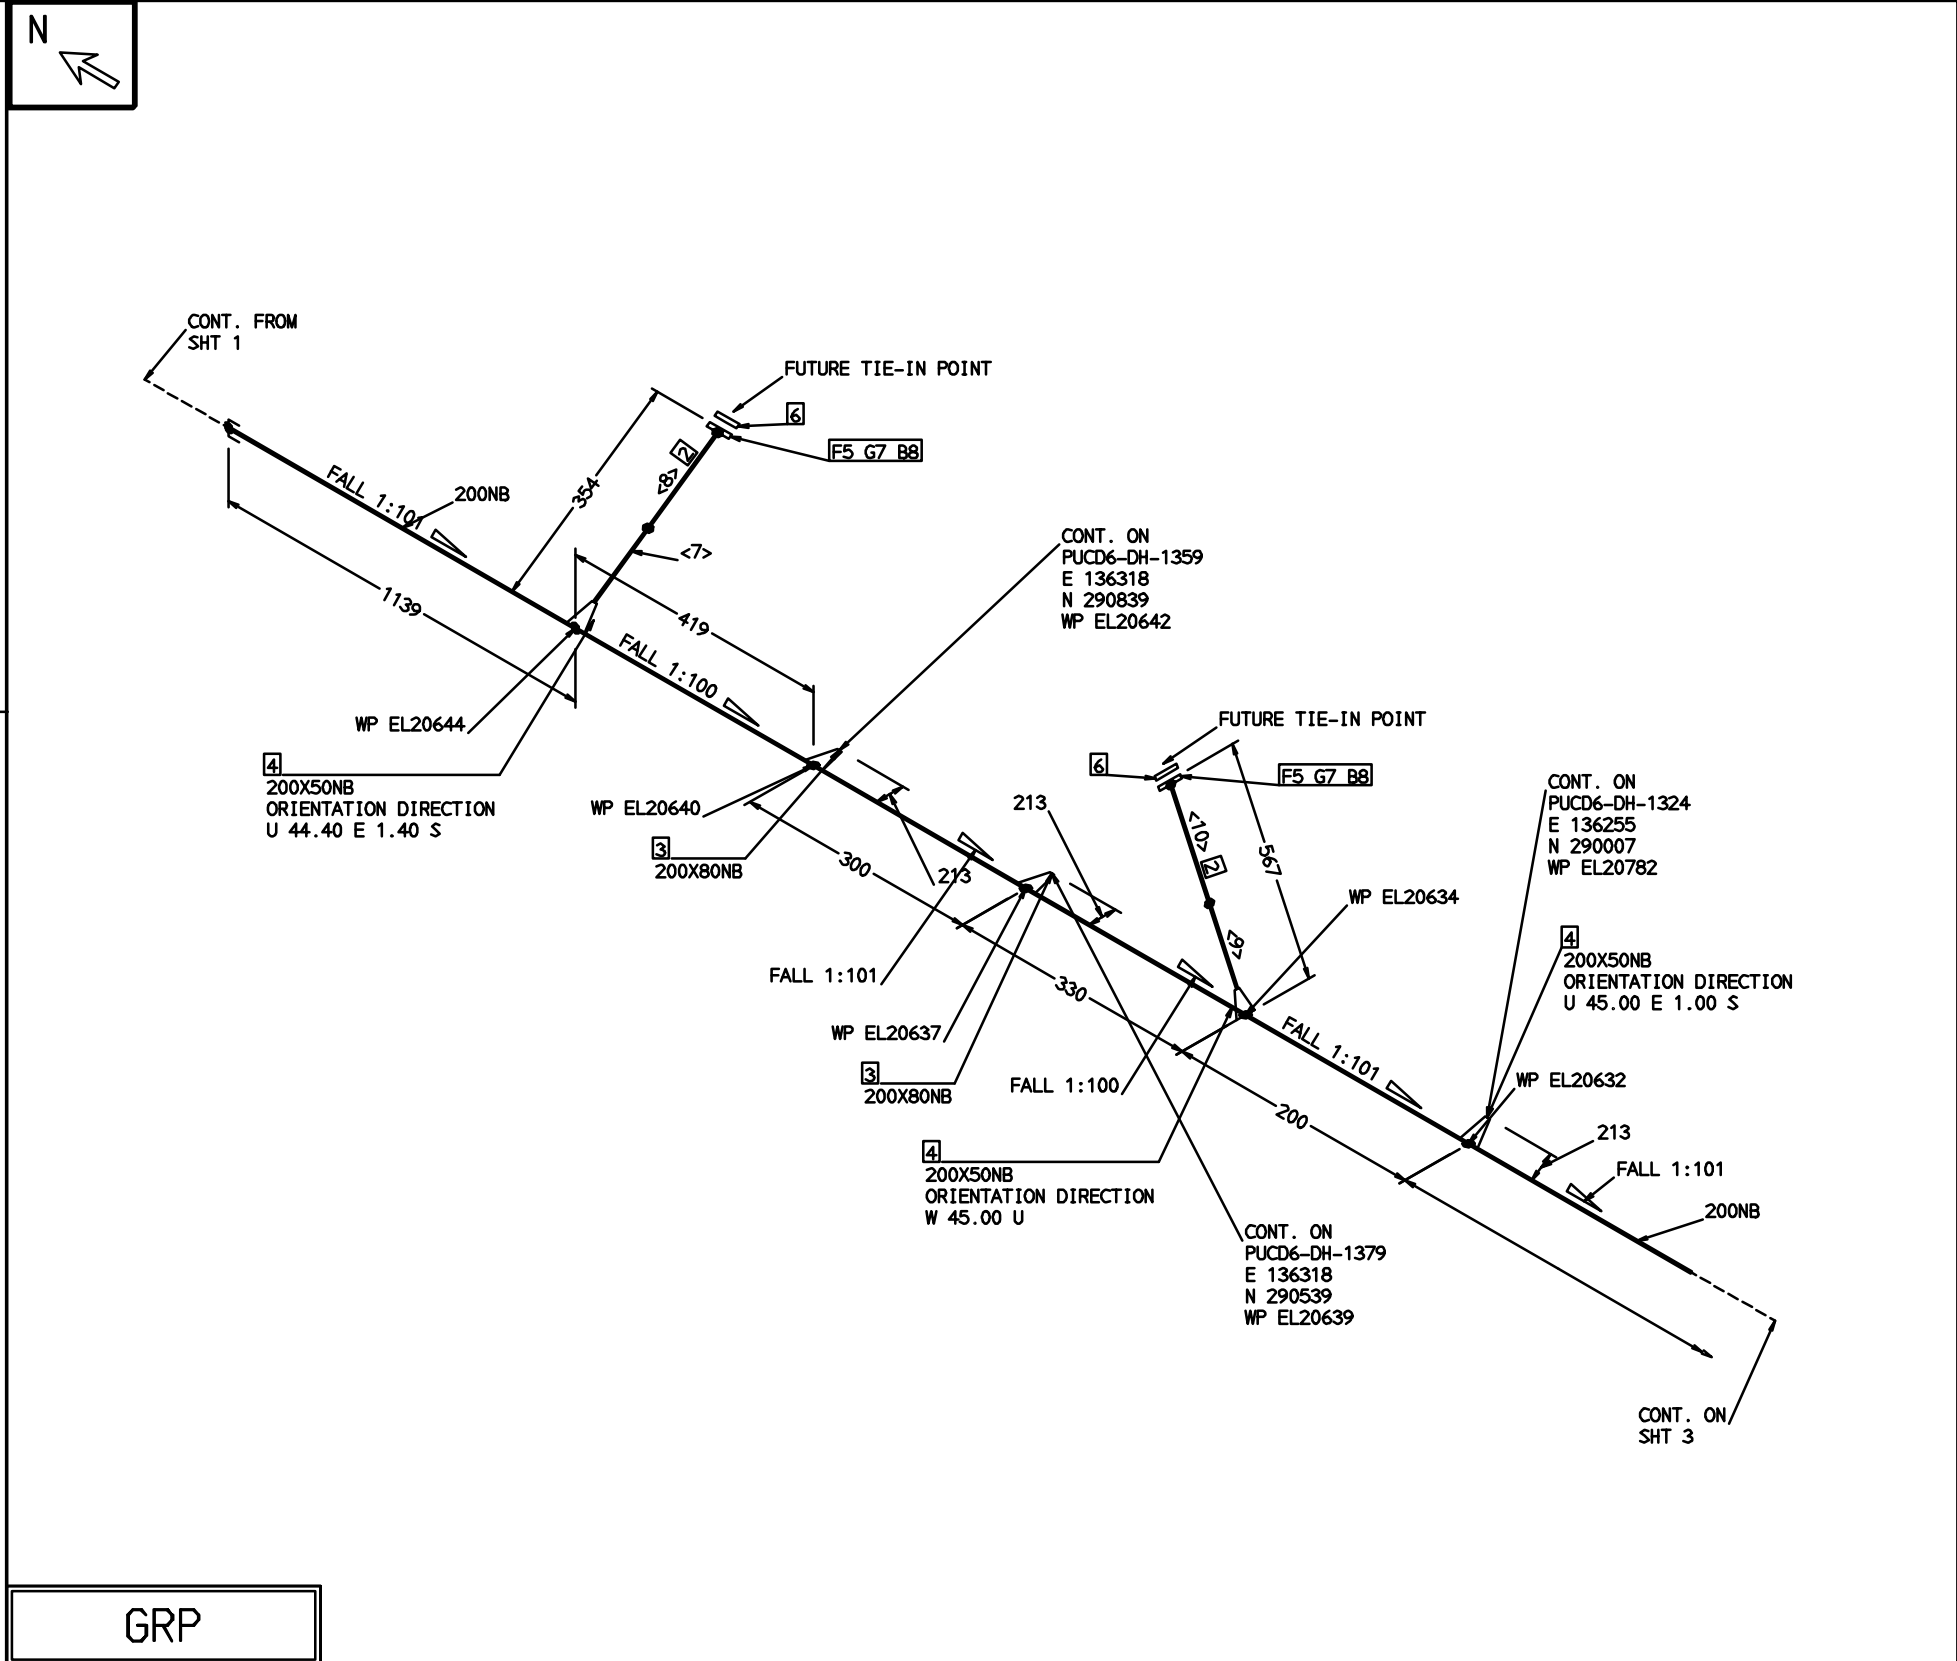 N
CONT. FROM
SHT 1
FUTURE TIE-IN POINT
6
F5 G7 B8
2
<8>
354
FALL 1:101
200NB
<7>
1139
419
CONT. ON
PUCD6-DH-1359
E 136318
N 290839
WP EL20642
FALL 1:100
WP EL20644
4
200X50NB
ORIENTATION DIRECTION
U 44.40 E 1.40 S
WP EL20640
3
200X80NB
300
213
213
FUTURE TIE-IN POINT
6
F5 G7 B8
<10>
2
567
<9>
CONT. ON
PUCD6-DH-1324
E 136255
N 290007
WP EL20782
WP EL20634
4
200X50NB
ORIENTATION DIRECTION
U 45.00 E 1.00 S
FALL 1:101
330
WP EL20637
3
200X80NB
FALL 1:100
FALL 1:101
WP EL20632
200
213
FALL 1:101
200NB
4
200X50NB
ORIENTATION DIRECTION
W 45.00 U
CONT. ON
PUCD6-DH-1379
E 136318
N 290539
WP EL20639
CONT. ON
SHT 3
GRP